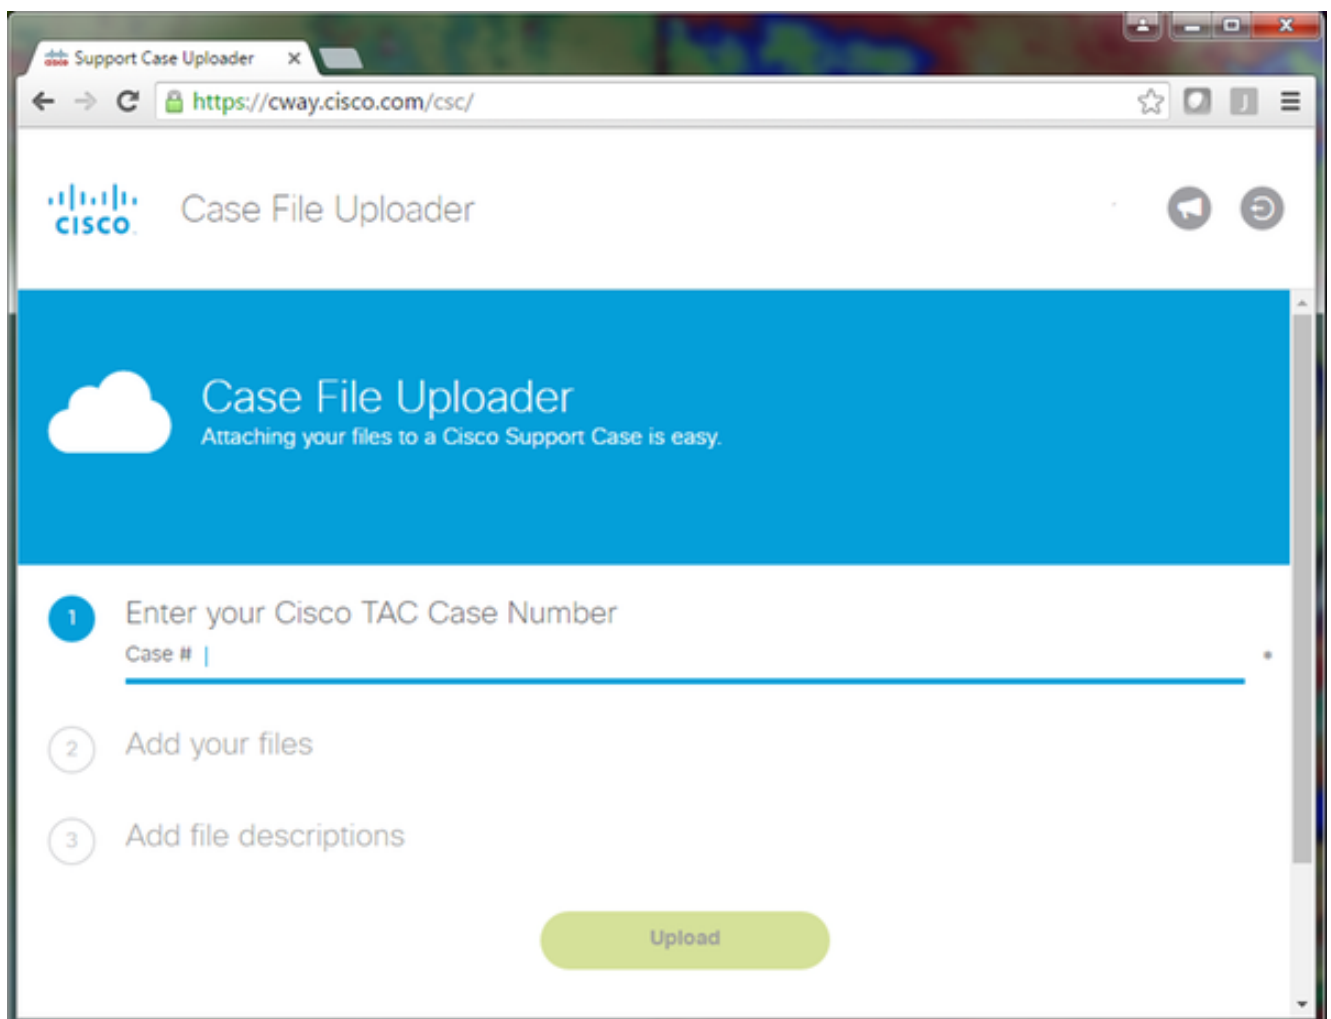 Support Case Uploader
https://cway.cisco.com/csc/
J
CISCO
Case File Uploader
Case File Uploader
Attaching your files to a Cisco Support Case is easy.
1
Enter your Cisco TAC Case Number
Case #
2
Add your files
3
Add file descriptions
Upload